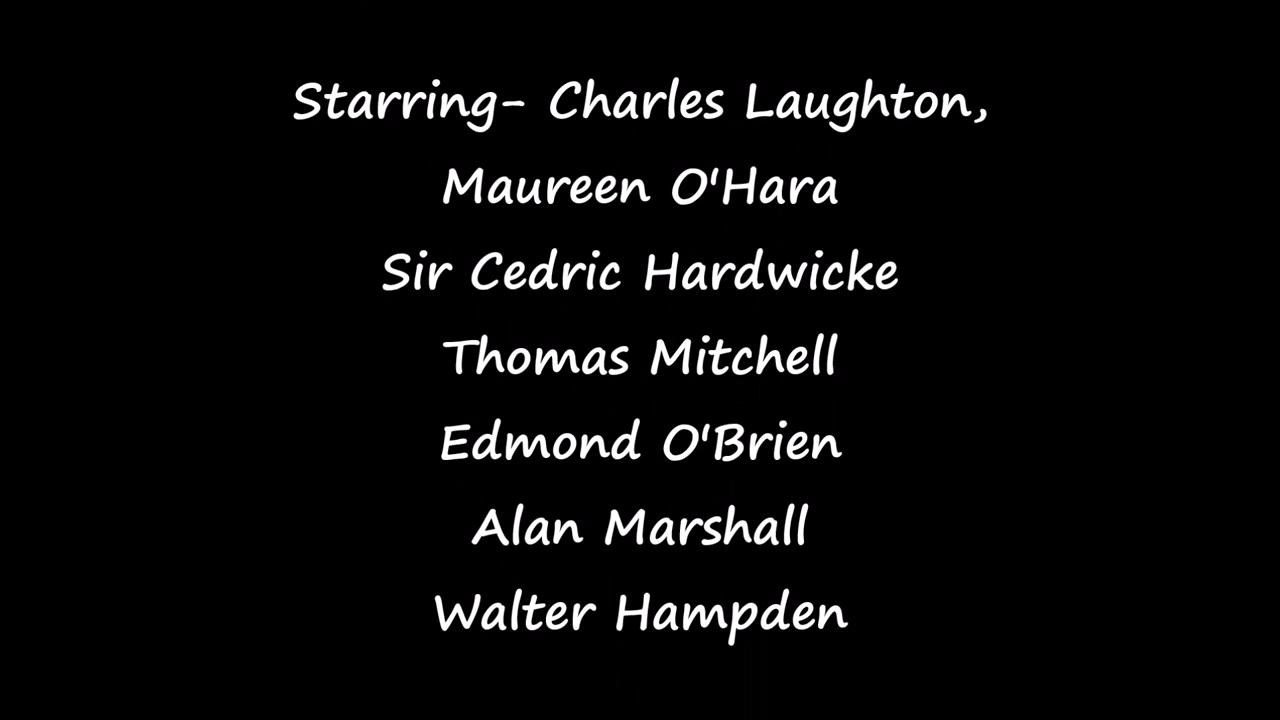 Starring- Charles Laughton,
Maureen O'Hara
Sir Cedric Hardwicke
Thomas Mitchell
Edmond O'Brien
Alan Marshall
Walter Hampden